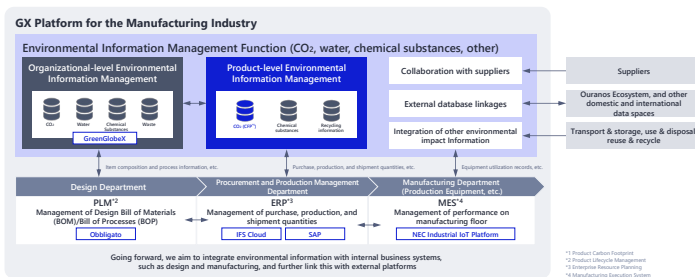 GX Platform for the Manufacturing Industry
Environmental Information Management Function (CO₂, water, chemical substances, other)
Organizational-level Environmental
Information Management
CO₂
Water
Chemical
Substances
Waste
GreenGlobeX
Product-level Environmental
Information Management
CO₂ (CFP*¹)
Chemical
substances
Recycling
information
Collaboration with suppliers
External database linkages
Integration of other environmental
impact Information
Suppliers
Ouranos Ecosystem, and other
domestic and international
data spaces
Transport & storage, use & disposal,
reuse & recycle
Item composition and process information, etc.
Purchase, production, and shipment quantities, etc.
Equipment utilization records, etc.
Design Department
Procurement and Production Management
Department
Manufacturing Department
(Production Equipment, etc.)
PLM*²
Management of Design Bill of Materials
(BOM)/Bill of Processes (BOP)
Obbligato
ERP*³
Management of purchase, production, and
shipment quantities
IFS Cloud
SAP
MES*⁴
Management of performance on
manufacturing floor
NEC Industrial IoT Platform
Going forward, we aim to integrate environmental information with internal business systems,
such as design and manufacturing, and further link this with external platforms
*1 Product Carbon Footprint
*2 Product Lifecycle Management
*3 Enterprise Resource Planning
*4 Manufacturing Execution System